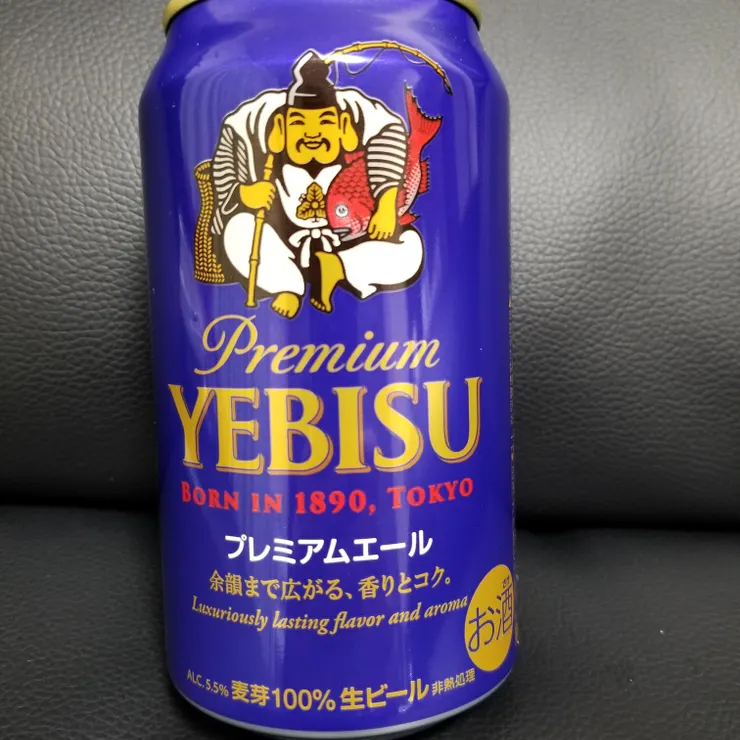 Premium
YEBISU
BORN IN 1890, TOKYO
プレミアムエール
余韻まで広がる、香りとコク。
Luxuriously lasting flavor and aroma
お酒
ALC. 5.5% 麦芽100% 生ビール 非熱処理